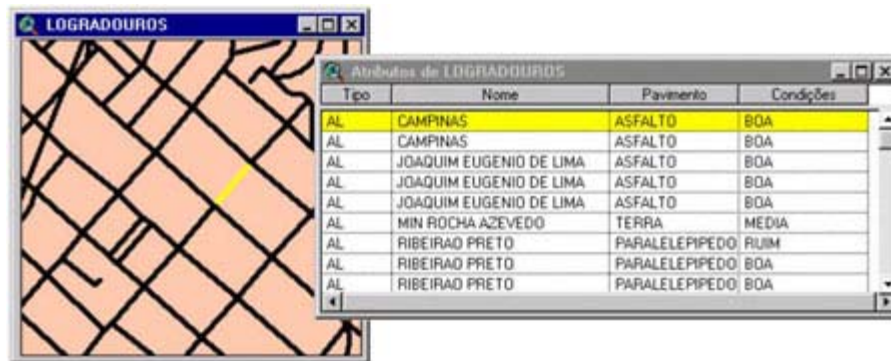 LOGRADOUROS
Atributos de LOGRADOUROS
Tipo Nome Pavimento Condições
AL CAMPINAS ASFALTO BOA
AL CAMPINAS ASFALTO BOA
AL JOAQUIM EUGENIO DE LIMA ASFALTO BOA
AL JOAQUIM EUGENIO DE LIMA ASFALTO BOA
AL JOAQUIM EUGENIO DE LIMA ASFALTO BOA
AL MIN ROCHA AZEVEDO TERRA MEDIA
AL RIBEIRAO PRETO PARALELEPIPEDO RUIM
AL RIBEIRAO PRETO PARALELEPIPEDO BOA
AL RIBEIRAO PRETO PARALELEPIPEDO BOA